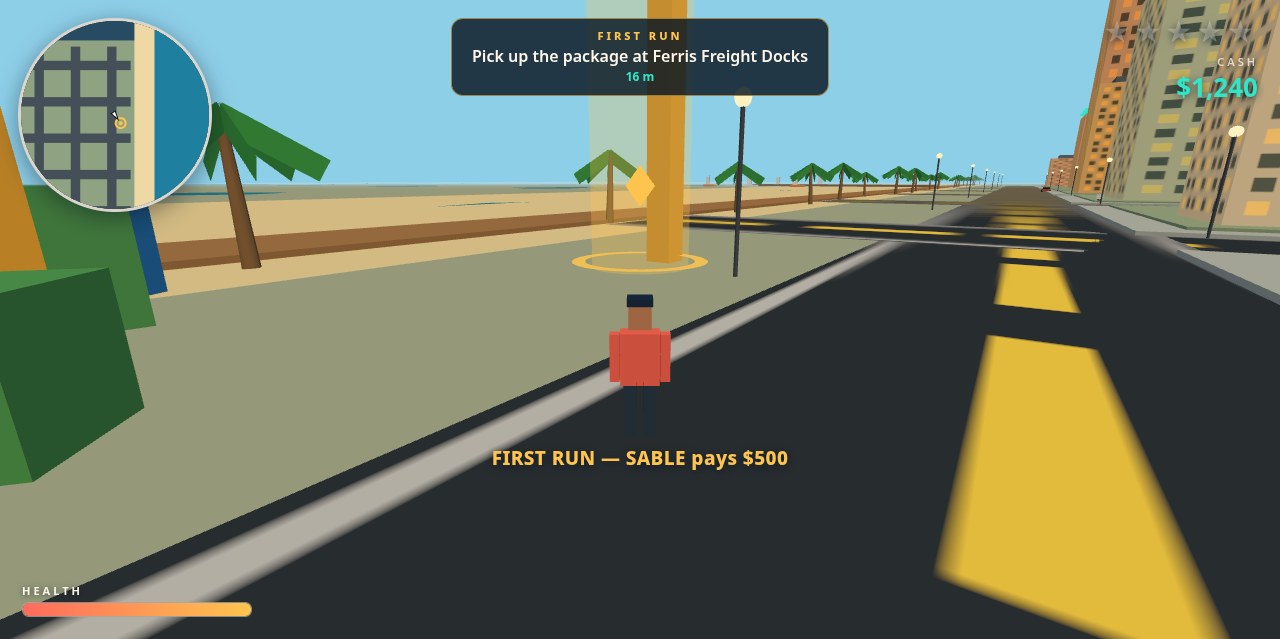 FIRST RUN
Pick up the package at Ferris Freight Docks
16 m
CASH
$1,240
FIRST RUN — SABLE pays $500
HEALTH